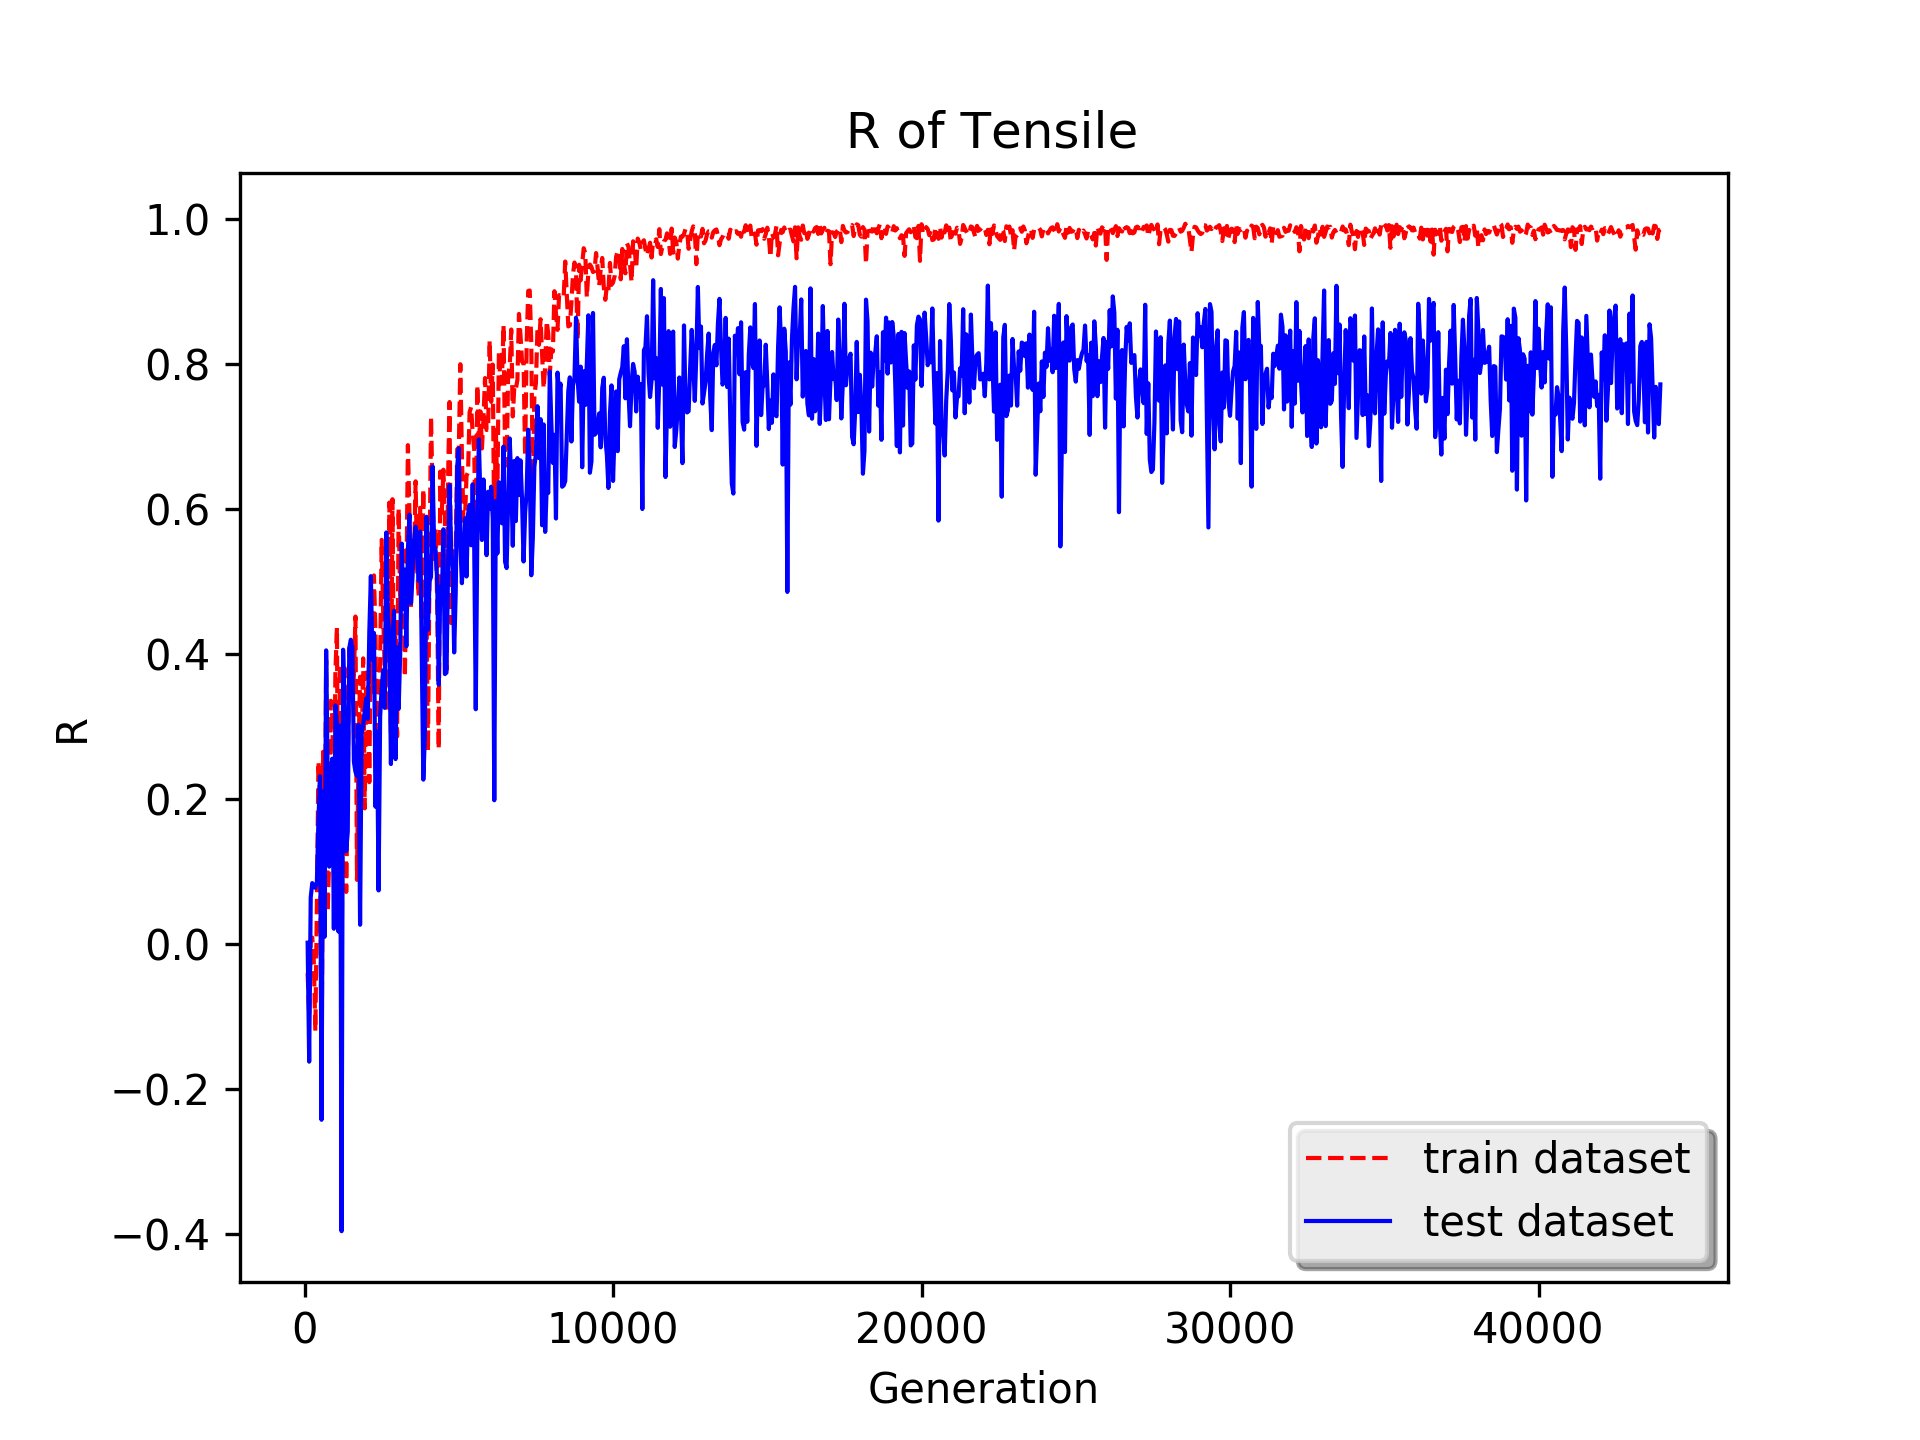 R of Tensile
1.0
0.8
0.6
0.4
0.2
0.0
−0.2
−0.4
R
0 10000 20000 30000 40000
Generation
train dataset
test dataset